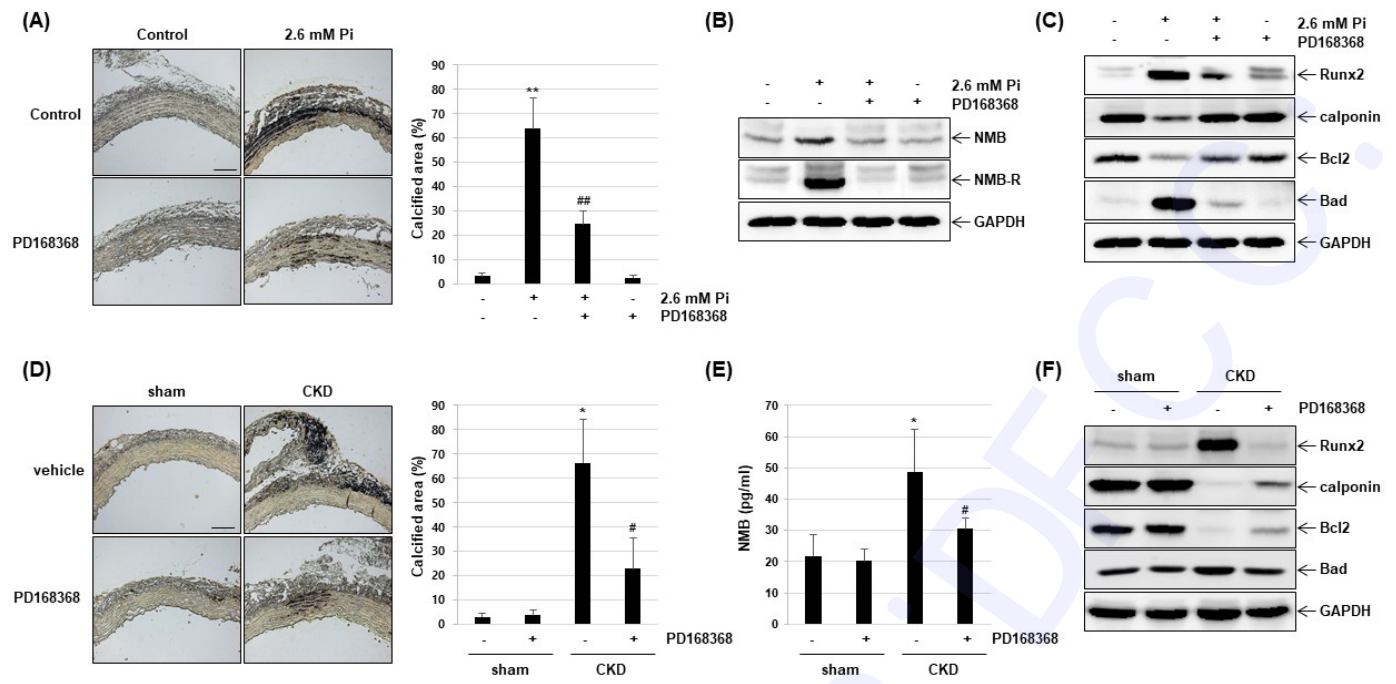 (A)
Control 2.6 mM Pi
Control
PD168368
Calcified area (%)
90
80
70
60
50
40
30
20
10
0
**
##
- + + - 2.6 mM Pi
- - + + PD168368
(B)
- + + - 2.6 mM Pi
- - + + PD168368
NMB
NMB-R
GAPDH
(C)
- + + - 2.6 mM Pi
- - + + PD168368
Runx2
calponin
Bcl2
Bad
GAPDH
(D)
sham CKD
vehicle
PD168368
Calcified area (%)
90
80
70
60
50
40
30
20
10
0
*
#
- + - + PD168368
sham CKD
(E)
NMB (pg/ml)
70
60
50
40
30
20
10
0
*
#
- + - + PD168368
sham CKD
(F)
sham CKD
- + - + PD168368
Runx2
calponin
Bcl2
Bad
GAPDH